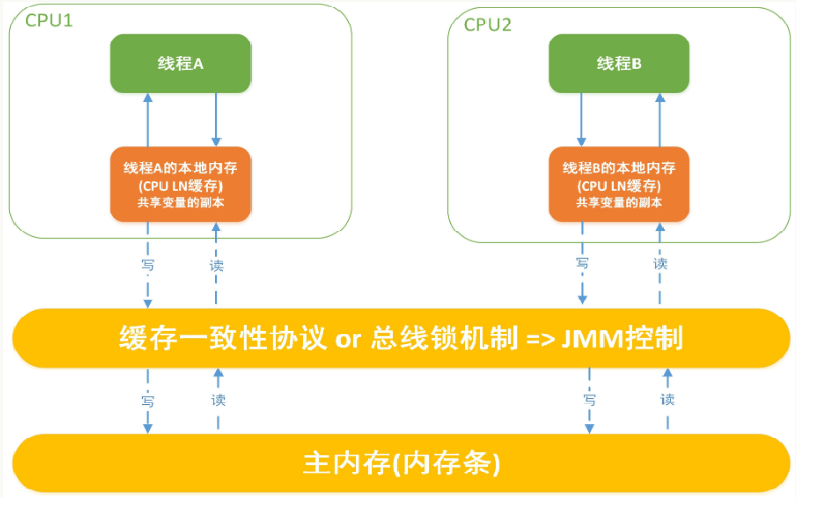 CPU1
CPU2
线程A
线程B
线程A的本地内存
(CPU LN缓存)
共享变量的副本
线程B的本地内存
(CPU LN缓存)
共享变量的副本
写
读
写
读
缓存一致性协议 or 总线锁机制 => JMM控制
写
读
写
读
主内存(内存条)